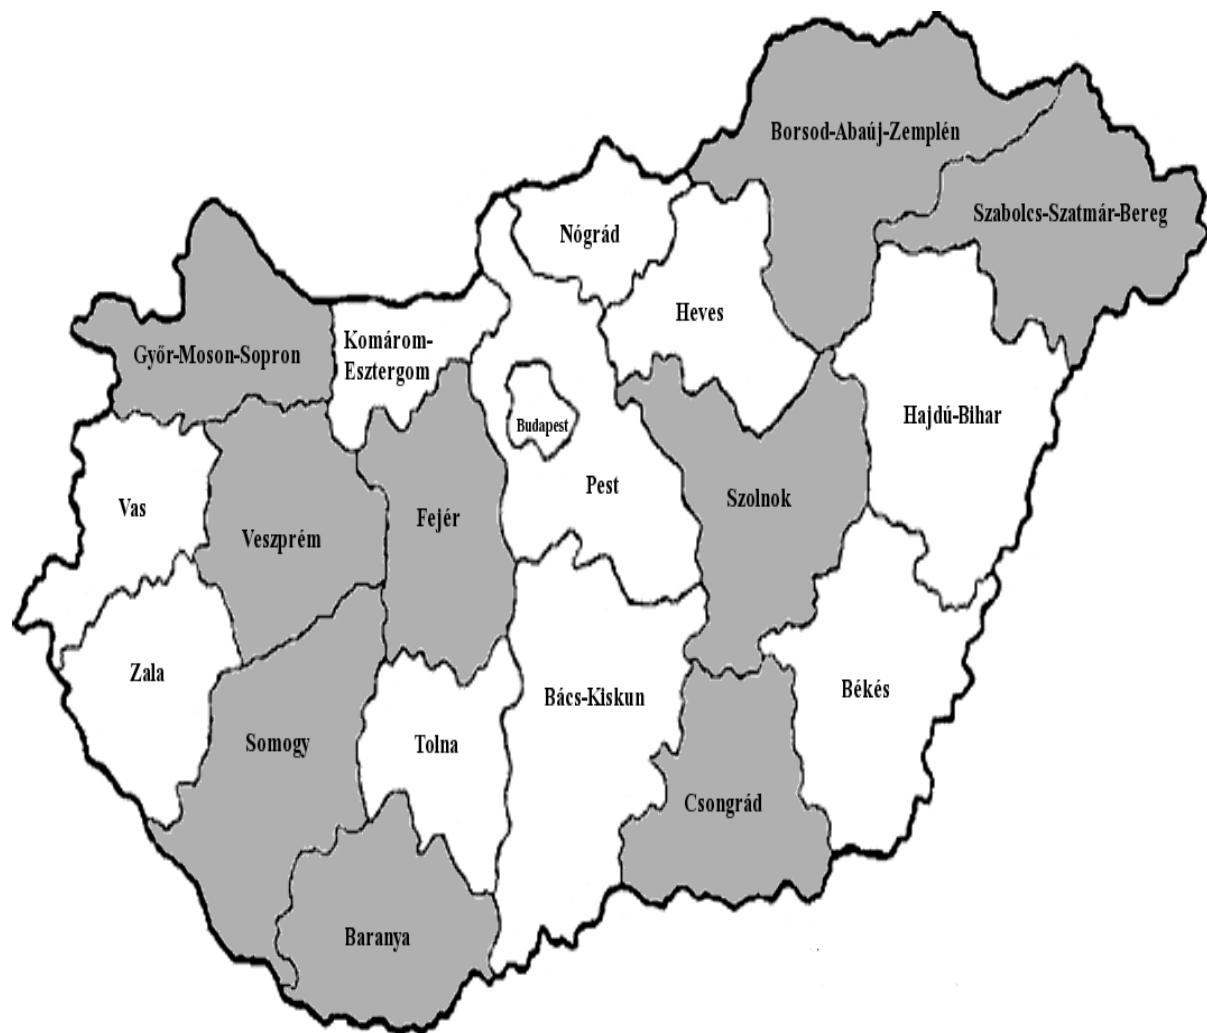 Borsod-Abaúj-Zemplén
Szabolcs-Szatmár-Bereg
Nógrád
Heves
Komárom-
Esztergom
Győr-Moson-Sopron
Hajdú-Bihar
Budapest
Pest
Szolnok
Vas
Veszprém
Fejér
Zala
Somogy
Tolna
Bács-Kiskun
Békés
Csongrád
Baranya